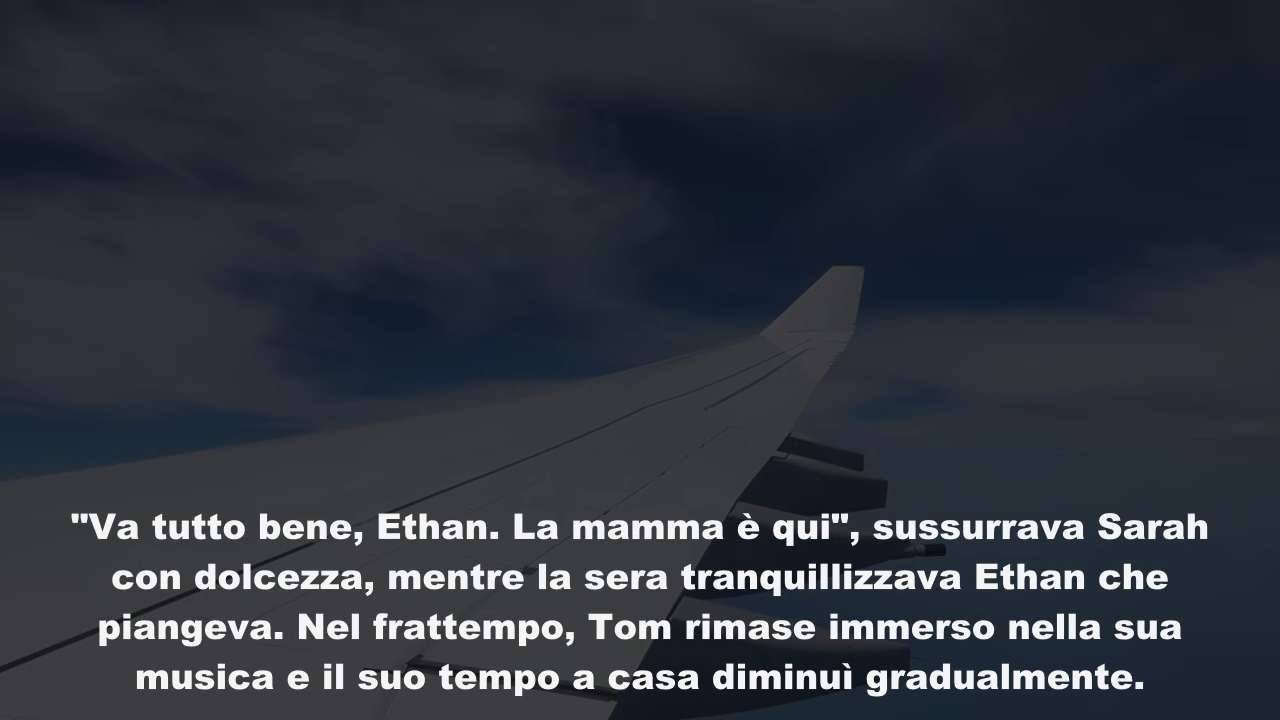 "Va tutto bene, Ethan. La mamma è qui", sussurrava Sarah
con dolcezza, mentre la sera tranquillizzava Ethan che
piangeva. Nel frattempo, Tom rimase immerso nella sua
musica e il suo tempo a casa diminuì gradualmente.